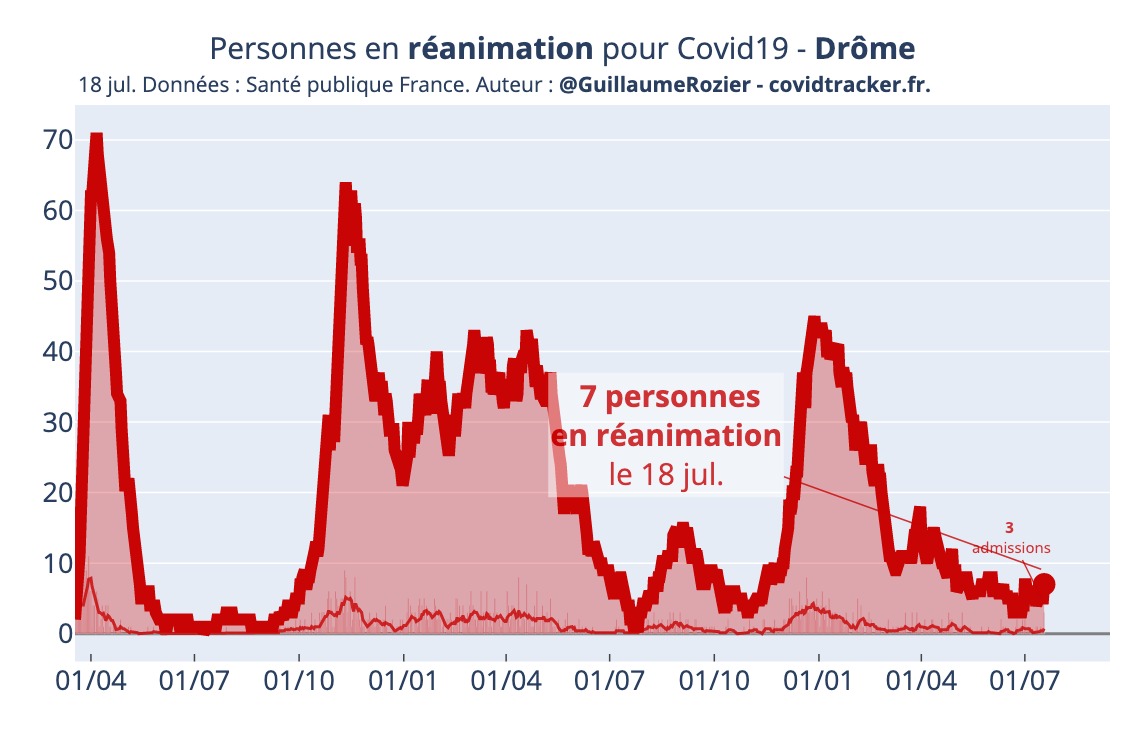 Personnes en réanimation pour Covid19 - Drôme
18 jul. Données : Santé publique France. Auteur : @GuillaumeRozier - covidtracker.fr.
70
60
50
40
30
20
10
0
7 personnes
en réanimation
le 18 jul.
3
admissions
01/04 01/07 01/10 01/01 01/04 01/07 01/10 01/01 01/04 01/07